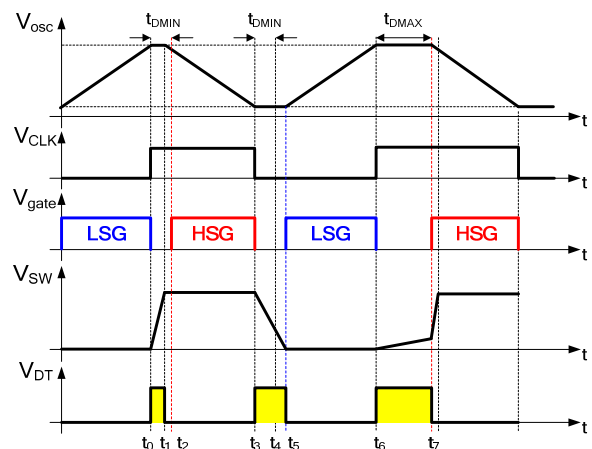 Vosc tDMIN tDMIN tDMAX
t
VCLK
t
Vgate
LSG HSG LSG HSG
t
VSW
t
VDT
t
t0 t1 t2 t3 t4 t5 t6 t7